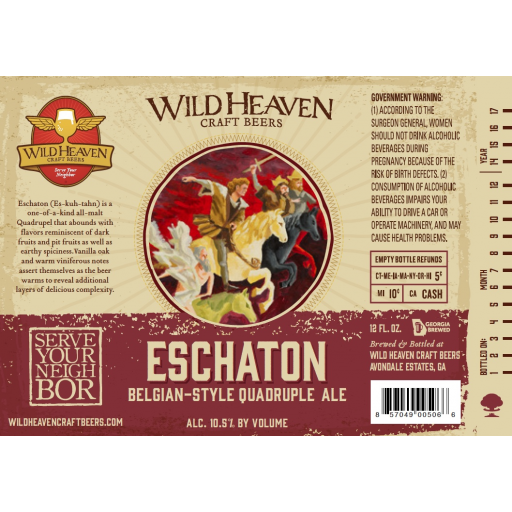 WILD HEAVEN
CRAFT BEERS
Serve Your
Neighbor
Eschaton (Es-kuh-tahn) is a
one-of-a-kind all-malt
Quadrupel that abounds with
flavors reminiscent of dark
fruits and pit fruits as well as
earthy spiciness. Vanilla oak
and warm viniferous notes
assert themselves as the beer
warms to reveal additional
layers of delicious complexity.
SERVE
YOUR
NEIGH
BOR
WILDHEAVENCRAFTBEERS.COM
WILD HEAVEN
CRAFT BEERS
ESCHATON
BELGIAN-STYLE QUADRUPLE ALE
ALC. 10.5% BY VOLUME
GOVERNMENT WARNING:
(1) ACCORDING TO THE
SURGEON GENERAL, WOMEN
SHOULD NOT DRINK ALCOHOLIC
BEVERAGES DURING
PREGNANCY BECAUSE OF THE
RISK OF BIRTH DEFECTS. (2)
CONSUMPTION OF ALCOHOLIC
BEVERAGES IMPAIRS YOUR
ABILITY TO DRIVE A CAR OR
OPERATE MACHINERY, AND MAY
CAUSE HEALTH PROBLEMS.
EMPTY BOTTLE REFUNDS
CT-ME-IA-MA-NY-OR-HI 5¢
MI 10¢ CA CASH
12 FL. OZ. GEORGIA
BREWED
Brewed & Bottled at
WILD HEAVEN CRAFT BEERS
AVONDALE ESTATES, GA
8 57049 00506 6
BOTTLED ON:
MONTH
1 2 3 4 5 6 7 8 9 10 11 12
YEAR
14 15 16 17